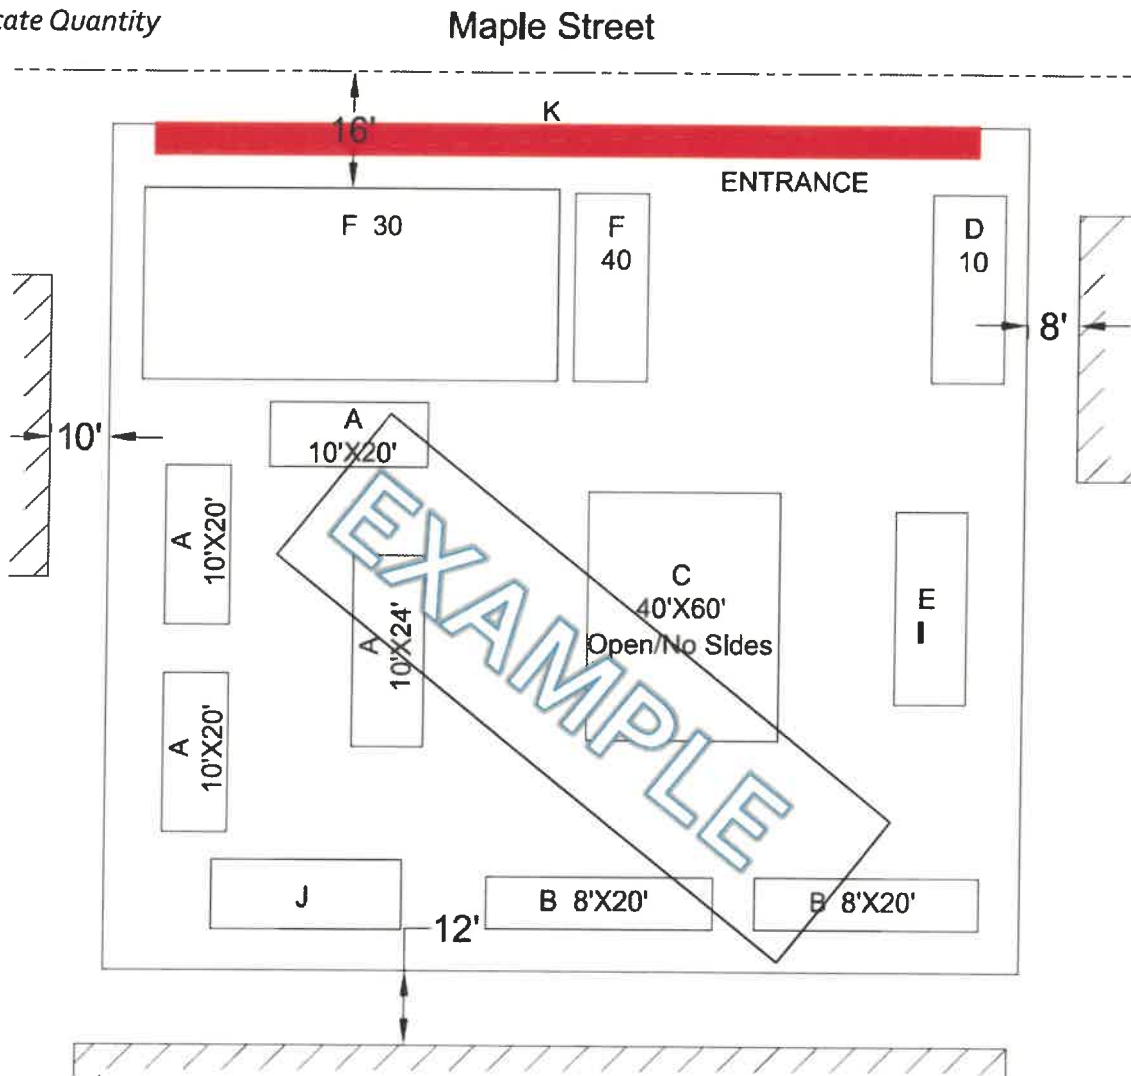 cate Quantity
Maple Street
K
16'
ENTRANCE
F 30
F
40
D
10
8'
10'
A
10'X20'
A
10'X20'
A
10'X24'
C
40'X60'
Open/No Sides
E
I
A
10'X20'
EXAMPLE
J
B 8'X20'
B 8'X20'
12'